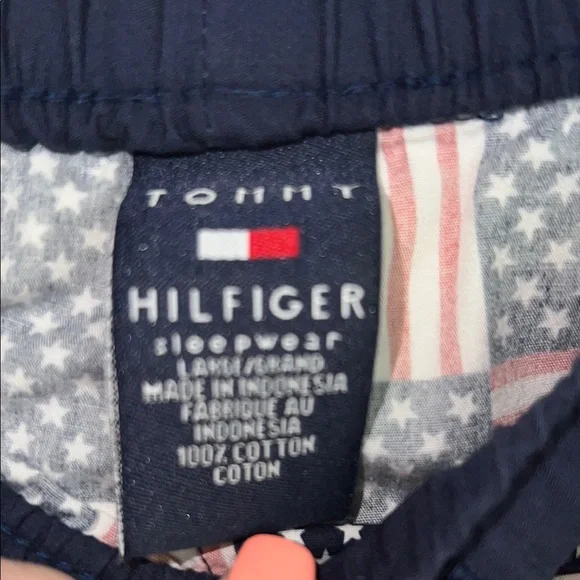 TOMMY
HILFIGER
sleepwear
LARGE/GRAND
MADE IN INDONESIA
FABRIQUE AU
INDONESIA
100% COTTON
COTON